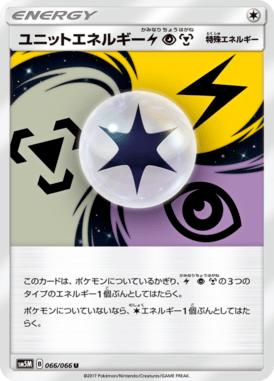 ENERGY
ユニットエネルギー 特殊エネルギー
このカードは、ポケモンについているかぎり、の3つの
タイプのエネルギー1個ぶんとしてはたらく。
ポケモンについていないなら、エネルギー1個ぶんとしてはたらく。
SM5M B 066/066 U
©2017 Pokémon/Nintendo/Creatures/GAME FREAK.